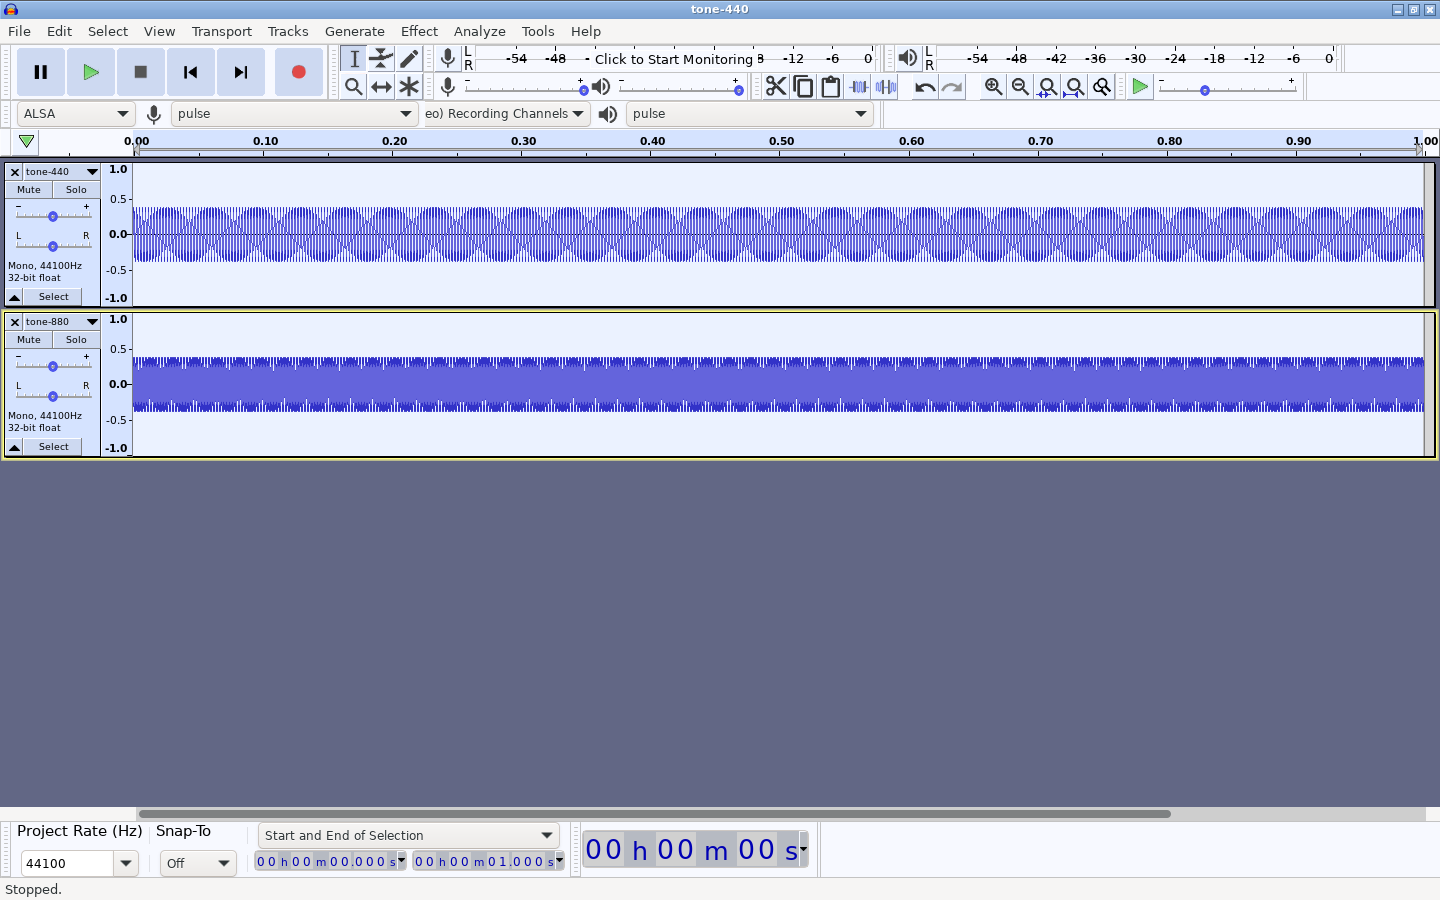 tone-440
File Edit Select View Transport Tracks Generate Effect Analyze Tools Help
L R -54 -48 - Click to Start Monitoring -12 -6 0 L R -54 -48 -42 -36 -30 -24 -18 -12 -6 0
- + - + - +
ALSA pulse eo) Recording Channels pulse
0.00 0.10 0.20 0.30 0.40 0.50 0.60 0.70 0.80 0.90 1.00
tone-440
Mute Solo
- +
L R
Mono, 44100Hz
32-bit float
Select
1.0
0.5
0.0
-0.5
-1.0
tone-880
Mute Solo
- +
L R
Mono, 44100Hz
32-bit float
Select
1.0
0.5
0.0
-0.5
-1.0
Project Rate (Hz) Snap-To Start and End of Selection
44100 Off 00 h 00 m 00.000 s 00 h 00 m 01.000 s
00 h 00 m 00 s
Stopped.